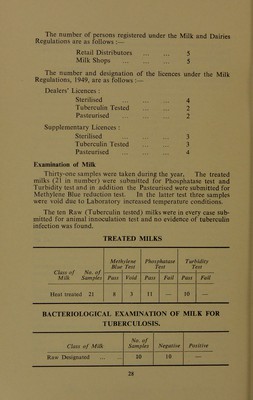 The number of persons registered under the Milk and Dairies
Regulations are as follows :—
Retail Distributors ... ... 5
Milk Shops ... ... ... 5
The number and designation of the licences under the Milk
Regulations, 1949, are as follows :—
Dealers' Licences :
Sterilised ... ... ... 4
Tuberculin Tested ... ... 2
Pasteurised ... ... ... 2
Supplementary Licences :
Sterilised ... ... ... 3
Tuberculin Tested ... ... 3
Pasteurised ... ... ... 4
Examination of Milk
Thirty-one samples were taken during the year. The treated
milks (21 in number) were submitted for Phosphatase test and
Turbidity test and in addition the Pasteurised were submitted for
Methylene Blue reduction test. In the latter test three samples
were void due to Laboratory increased temperature conditions.
The ten Raw (Tuberculin tested) milks were in every case sub-
mitted for animal innoculation test and no evidence of tuberculin
infection was found.
TREATED MILKS
Methylene Phosphatase Turbidity
Blue Test Test Test
Class of No. of
Milk Samples Pass Void Pass Fail Pass Fail
Heat treated 21 8 3 11 — 10 —
BACTERIOLOGICAL EXAMINATION OF MILK FOR
TUBERCULOSIS.
No. of
Class of Milk Samples Negative Positive
Raw Designated ... ... 10 10 —
28